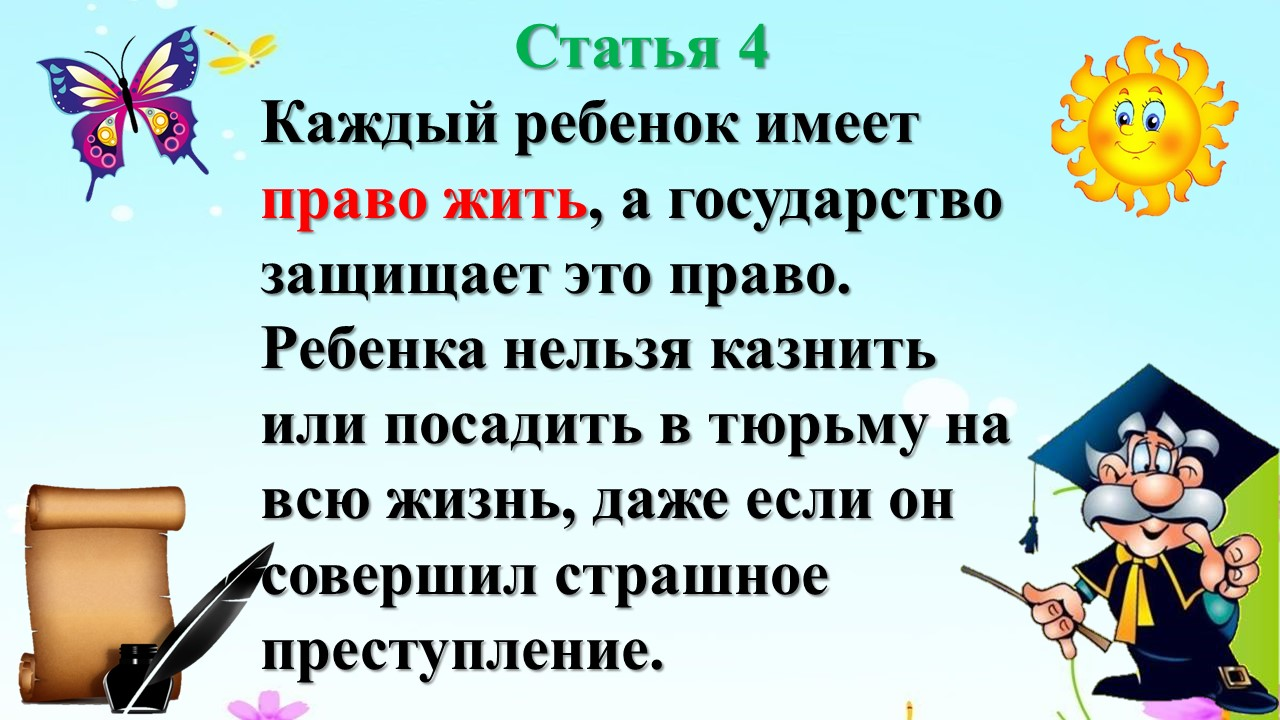 Статья 4
Каждый ребенок имеет
право жить, а государство
защищает это право.
Ребенка нельзя казнить
или посадить в тюрьму на
всю жизнь, даже если он
совершил страшное
преступление.